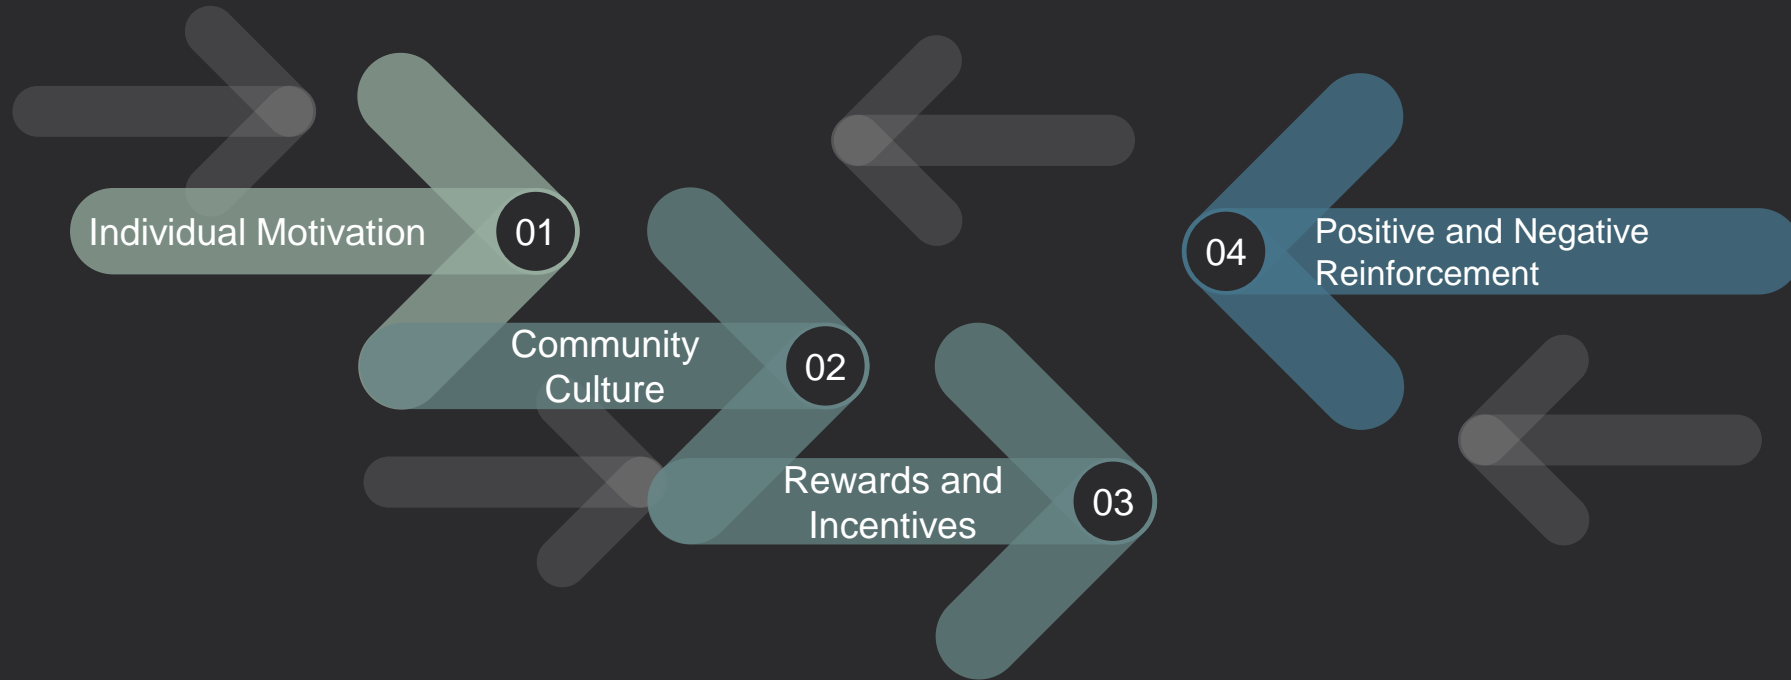 Individual Motivation
01
Community
Culture
02
Rewards and
Incentives
03
04
Positive and Negative
Reinforcement